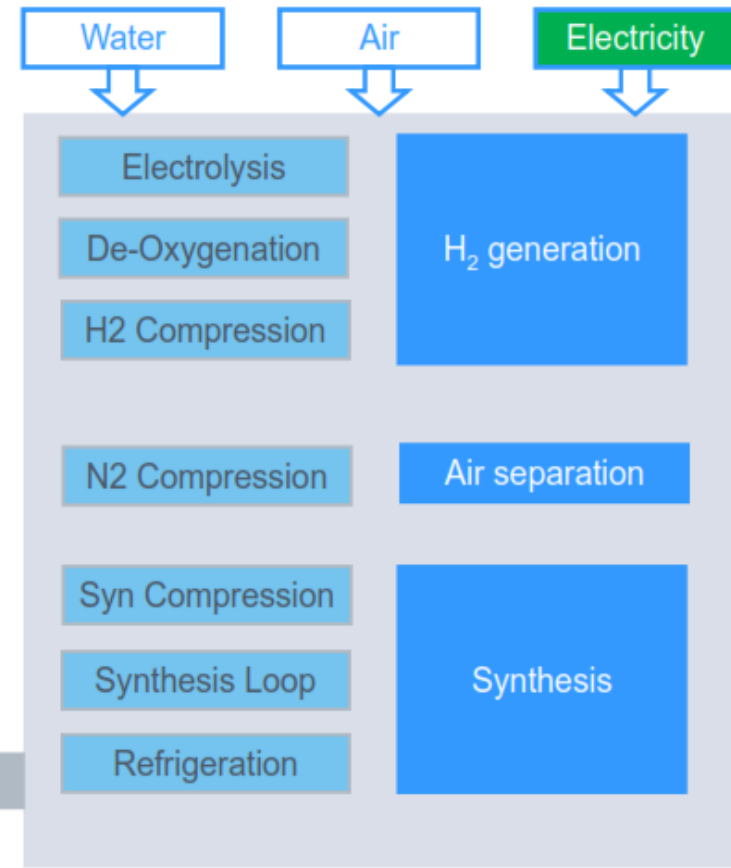 Water
Air
Electricity
Electrolysis
De-Oxygenation
H₂ generation
H2 Compression
N2 Compression
Air separation
Syn Compression
Synthesis Loop
Synthesis
Refrigeration